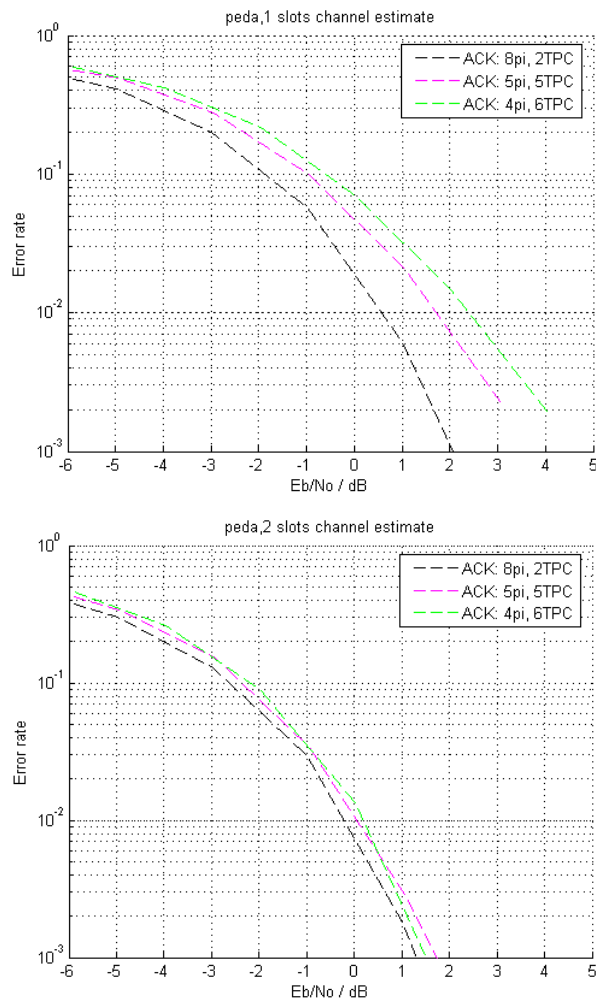 peda,1 slots channel estimate
10^0
10^-1
10^-2
10^-3
Error rate
ACK: 8pi, 2TPC
ACK: 5pi, 5TPC
ACK: 4pi, 6TPC
-6 -5 -4 -3 -2 -1 0 1 2 3 4 5
Eb/No / dB
peda,2 slots channel estimate
10^0
10^-1
10^-2
10^-3
Error rate
ACK: 8pi, 2TPC
ACK: 5pi, 5TPC
ACK: 4pi, 6TPC
-6 -5 -4 -3 -2 -1 0 1 2 3 4 5
Eb/No / dB